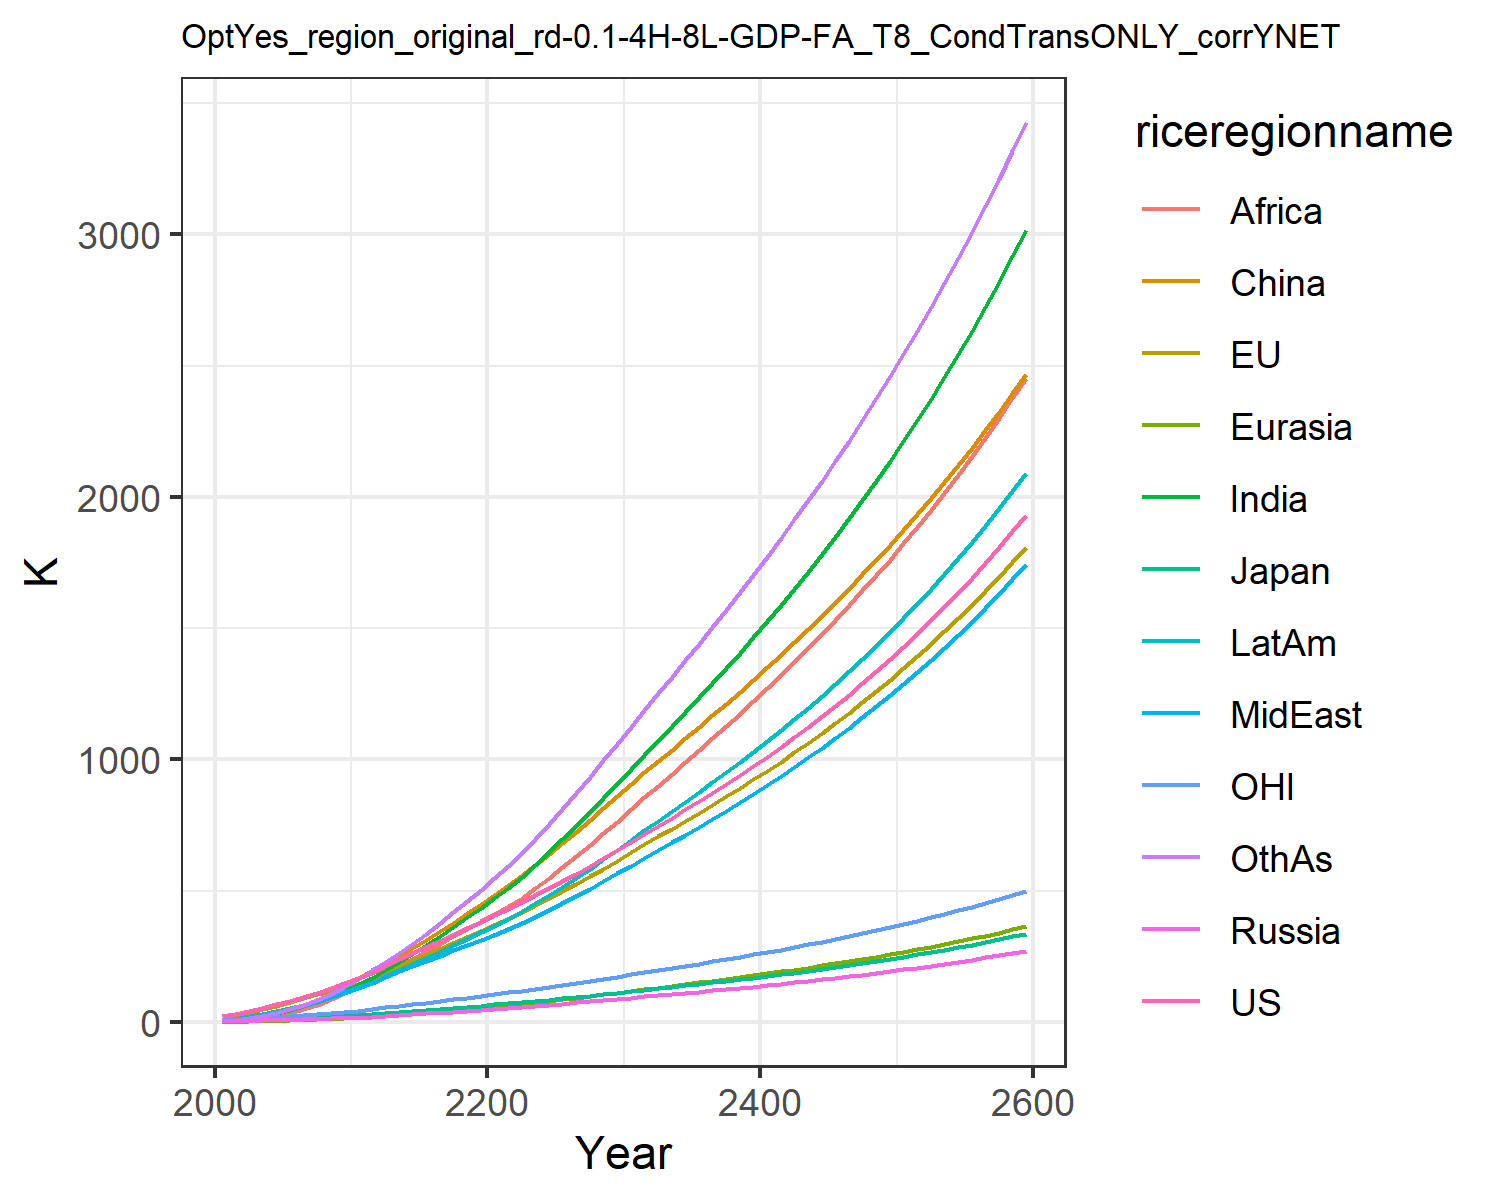 OptYes_region_original_rd-0.1-4H-8L-GDP-FA_T8_CondTransONLY_corrYNET
riceregionname
Africa
China
EU
Eurasia
India
Japan
LatAm
MidEast
OHI
OthAs
Russia
US
K
3000
2000
1000
0
2000 2200 2400 2600
Year